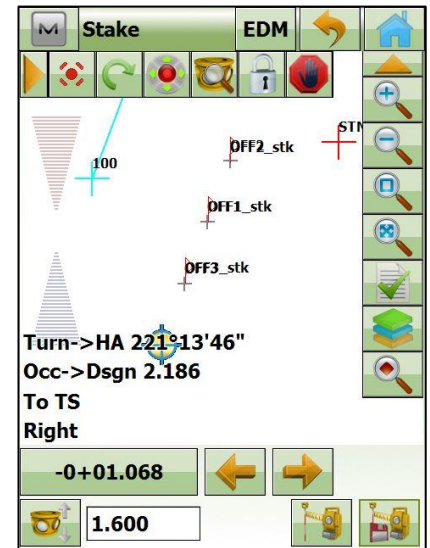 M Stake EDM
STN
OFF2_stk
100
OFF1_stk
OFF3_stk
Turn->HA 221°13'46"
Occ->Dsgn 2.186
To TS
Right
-0+01.068
1.600